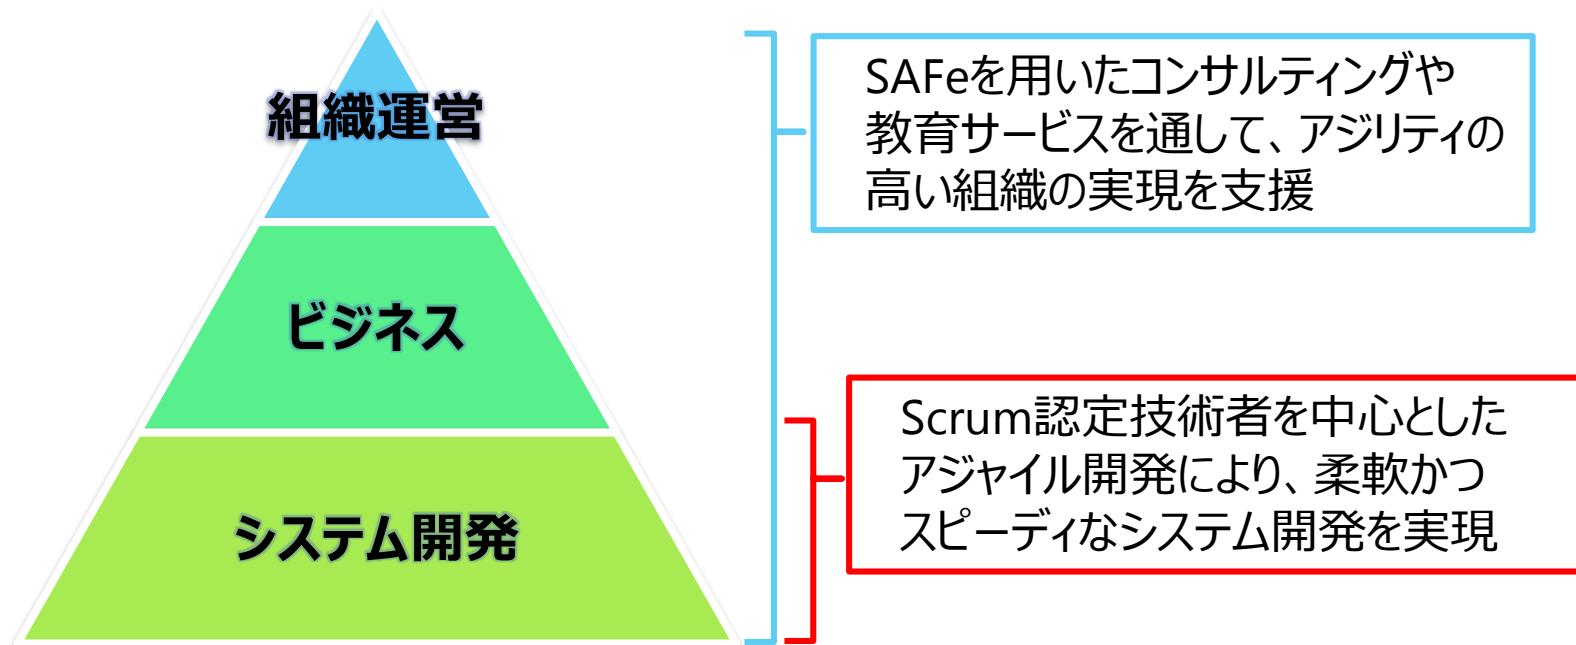 組織運営
ビジネス
システム開発
SAFeを用いたコンサルティングや
教育サービスを通して、アジリティの
高い組織の実現を支援
Scrum認定技術者を中心とした
アジャイル開発により、柔軟かつ
スピーディなシステム開発を実現